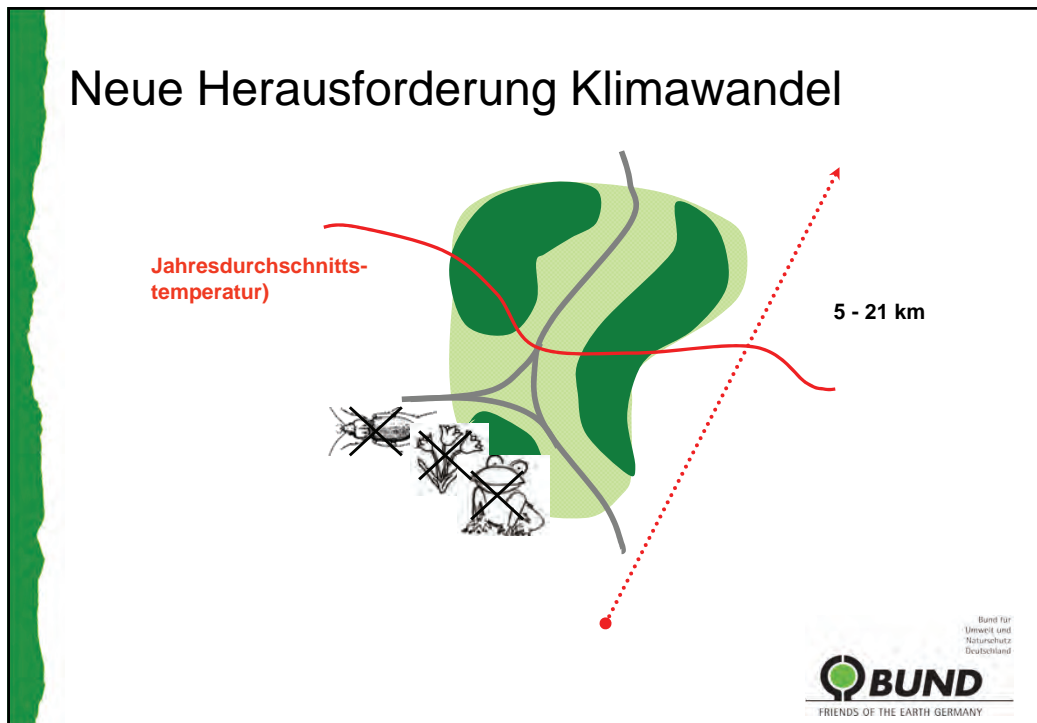 Neue Herausforderung Klimawandel
Jahresdurchschnitts-
temperatur)
5 - 21 km
Bund für
Umwelt und
Naturschutz
Deutschland
BUND
FRIENDS OF THE EARTH GERMANY